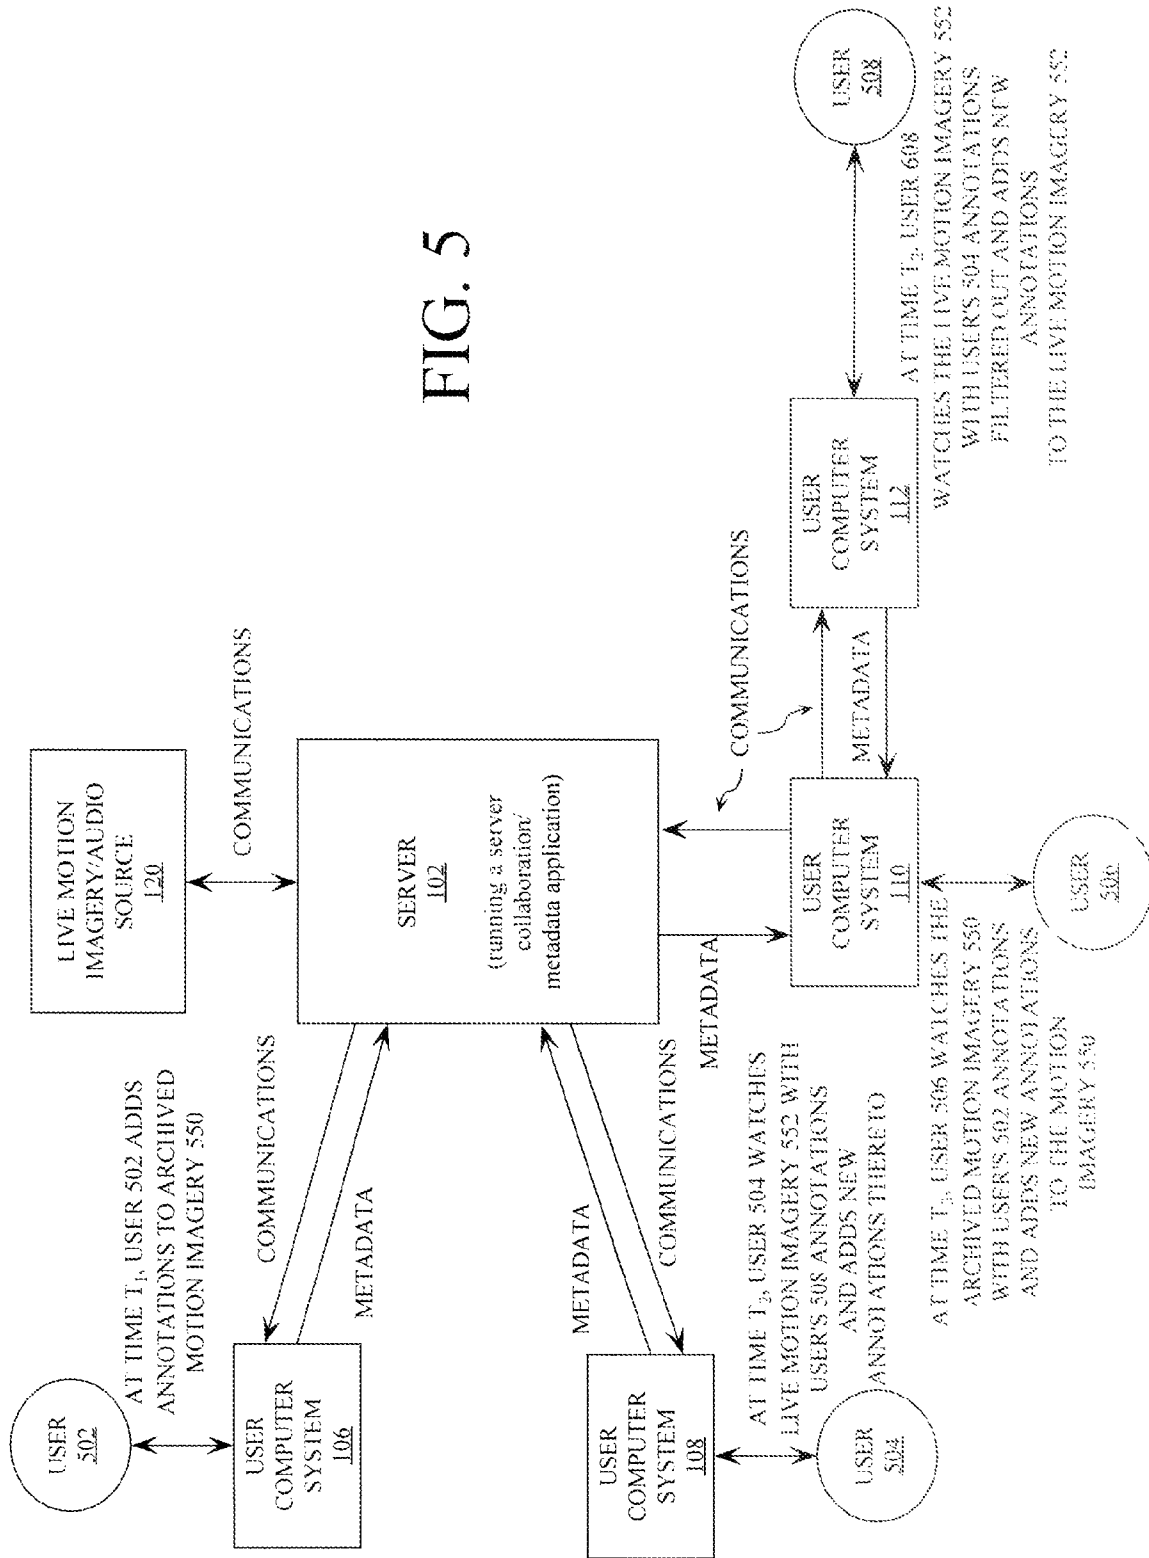 USER
502
AT TIME T1, USER 502 ADDS
ANNOTATIONS TO ARCHIVED
MOTION IMAGERY 550
LIVE MOTION
IMAGERY/AUDIO
SOURCE
120
COMMUNICATIONS
USER
COMPUTER
SYSTEM
106
COMMUNICATIONS
METADATA
SERVER
102
(running a server
collaboration/
metadata application)
FIG. 5
METADATA
COMMUNICATIONS
USER
COMPUTER
SYSTEM
108
AT TIME T2, USER 504 WATCHES
LIVE MOTION IMAGERY 552 WITH
USER'S 508 ANNOTATIONS
AND ADDS NEW
ANNOTATIONS THERETO
USER
504
METADATA
COMMUNICATIONS
USER
COMPUTER
SYSTEM
110
METADATA
USER
COMPUTER
SYSTEM
112
USER
508
AT TIME T3, USER 506 WATCHES THE
ARCHIVED MOTION IMAGERY 550
WITH USER'S 502 ANNOTATIONS
AND ADDS NEW ANNOTATIONS
TO THE MOTION
IMAGERY 550
USER
506
AT TIME T2, USER 608
WATCHES THE LIVE MOTION IMAGERY 552
WITH USER'S 504 ANNOTATIONS
FILTERED OUT AND ADDS NEW
ANNOTATIONS
TO THE LIVE MOTION IMAGERY 552